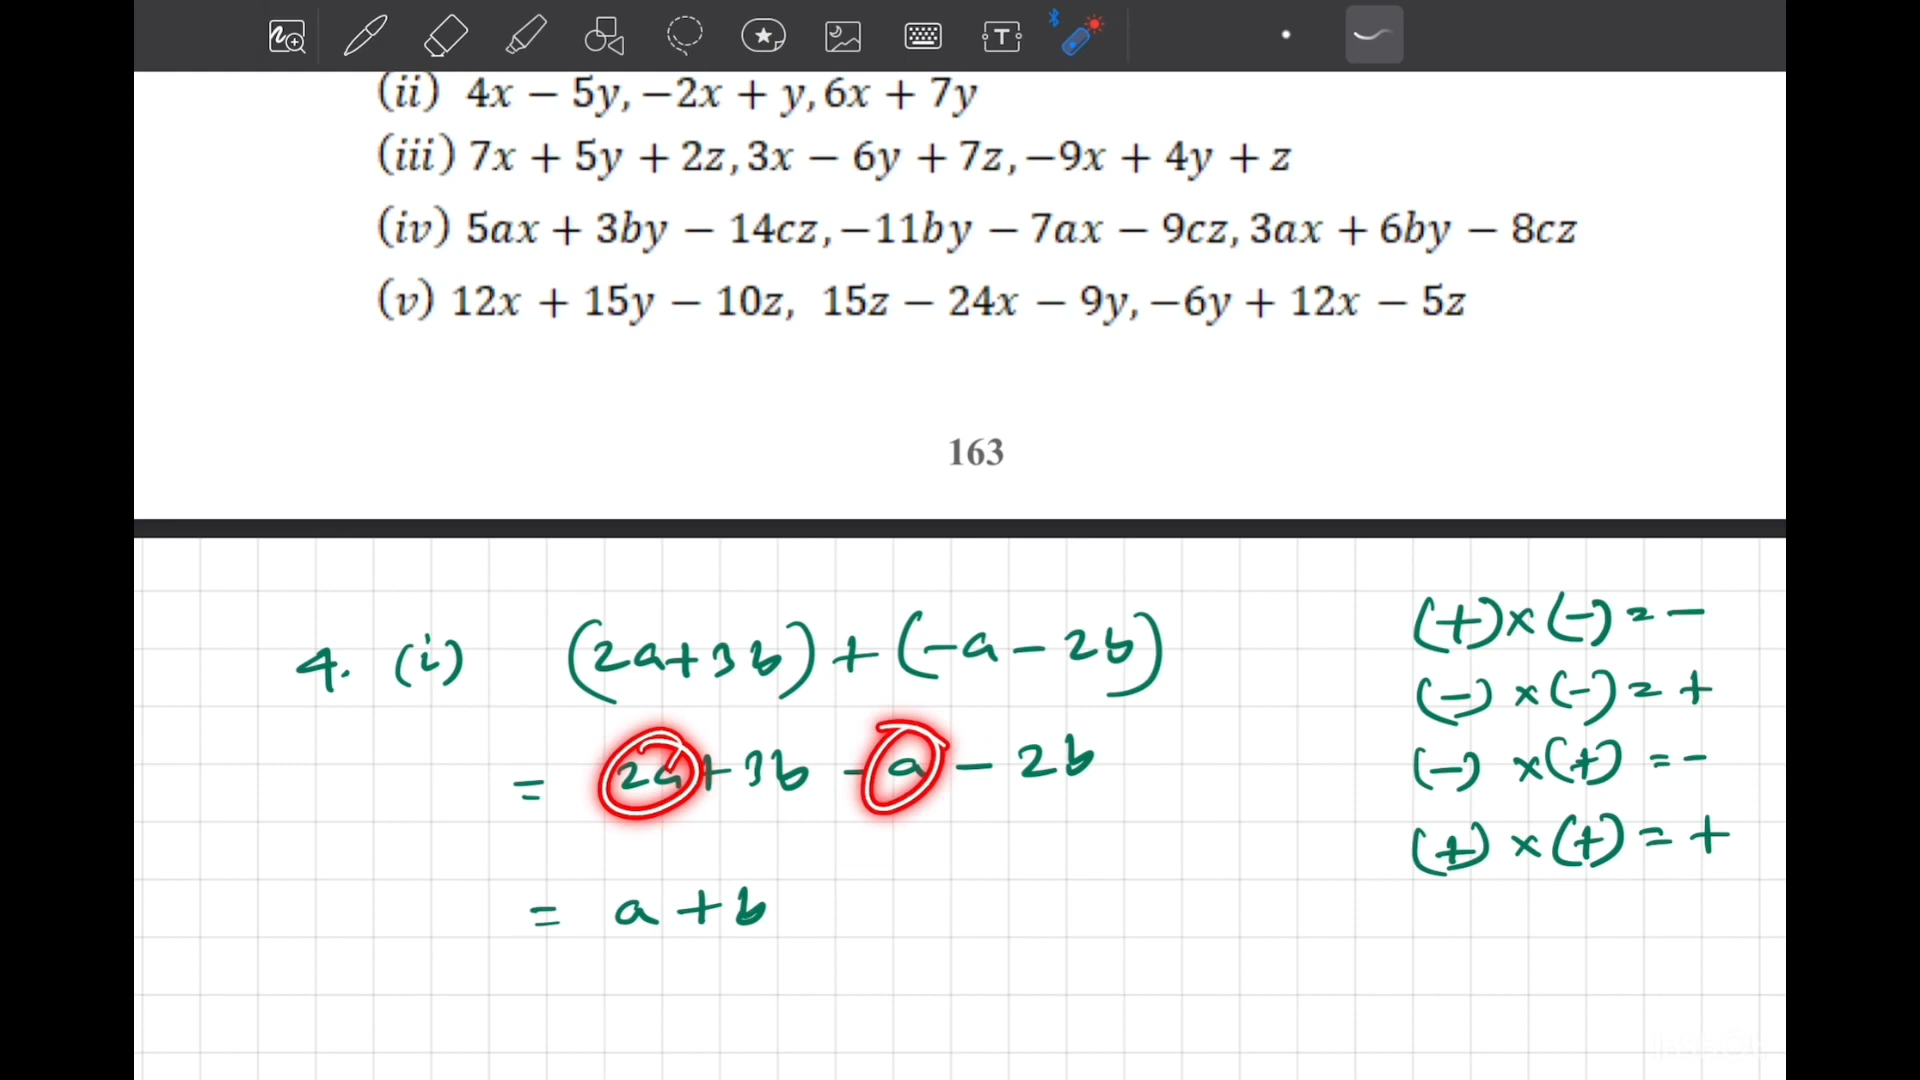 (ii) 4x − 5y, −2x + y, 6x + 7y
(iii) 7x + 5y + 2z, 3x − 6y + 7z, −9x + 4y + z
(iv) 5ax + 3by − 14cz, −11by − 7ax − 9cz, 3ax + 6by − 8cz
(v) 12x + 15y − 10z, 15z − 24x − 9y, −6y + 12x − 5z
163
4. (i) (2a+3b)+(-a-2b)
= 2a+3b -a - 2b
= a+b
(+)×(-)=-
(-)×(-)=+
(-)×(+)=-
(+)×(+)=+